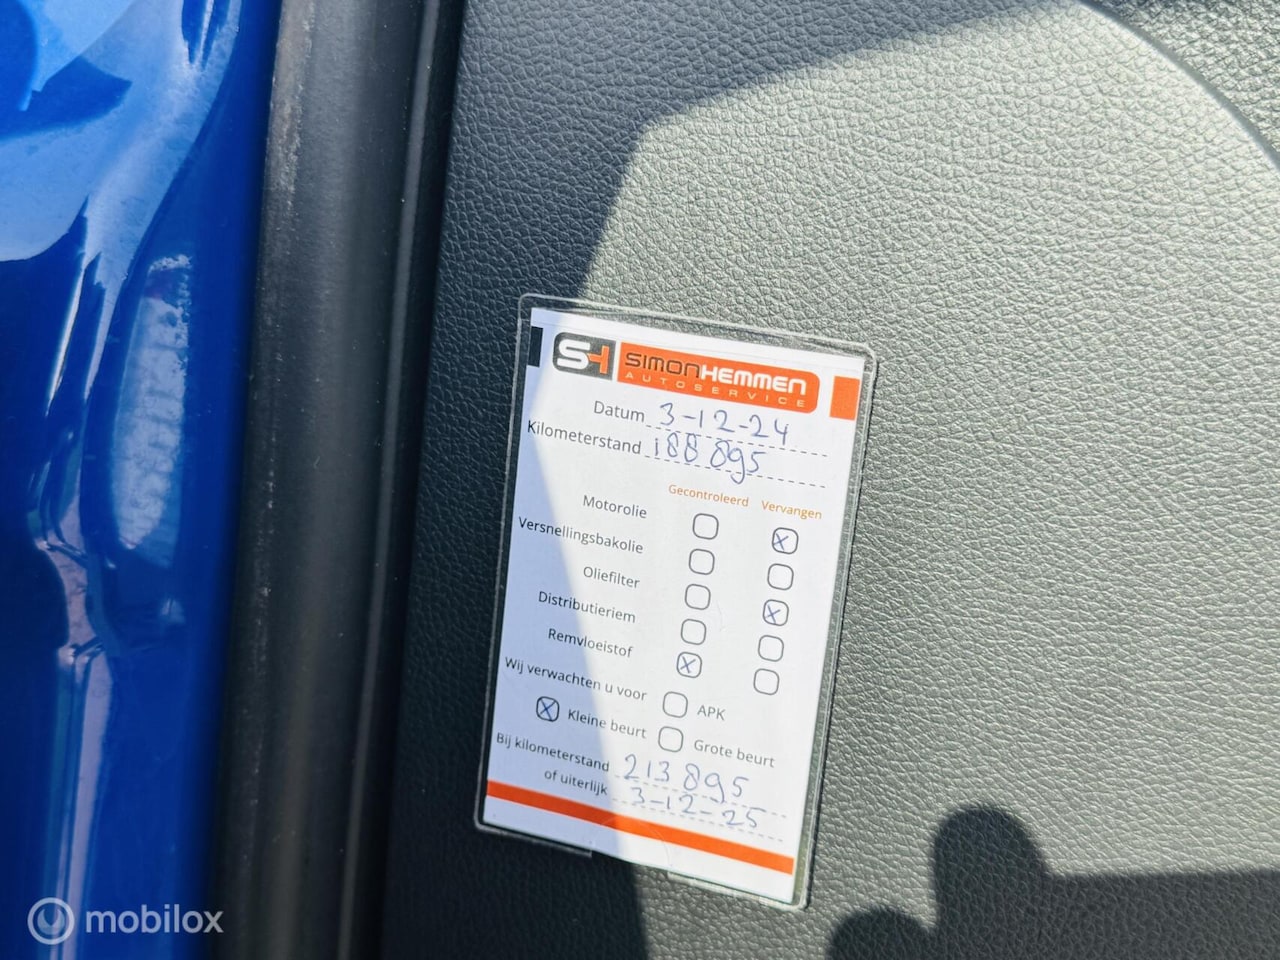 SH SIMONHEMMEN
AUTOSERVICE
Datum 3-12-24
Kilometerstand 188 895
Gecontroleerd Vervangen
Motorolie
Versnellingsbakolie
Oliefilter
Distributieriem
Remvloeistof
Wij verwachten u voor APK
Kleine beurt Grote beurt
Bij kilometerstand 213 895
of uiterlijk 3-12-25
mobilox